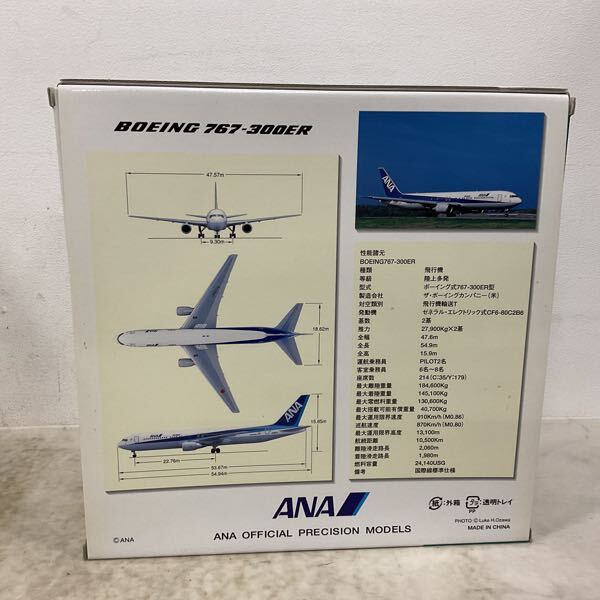 BOEING 767-300ER
47.57m
9.30m
18.62m
15.85m
22.76m
53.67m
54.94m
ANA
性能諸元
BOEING767-300ER
種類 飛行機
等級 陸上多発
型式 ボーイング式767-300ER型
製造会社 ザ・ボーイングカンパニー(米)
対空類別 飛行機輸送T
発動機 ゼネラル・エレクトリック式CF6-80C2B6
基数 2基
推力 27,900Kg×2基
全幅 47.6m
全長 54.9m
全高 15.9m
運航乗務員 PILOT2名
客室乗務員 6名〜8名
座席数 214(C:35/Y:179)
最大離陸重量 184,600Kg
最大着陸重量 145,100Kg
最大零燃料重量 130,600Kg
最大搭載可能有償重量 40,700Kg
最大運用限界速度 910Km/H(M0.86)
巡航速度 870Km/H(M0.80)
最大運用限界高度 13,100m
航続距離 10,500Km
離陸滑走路長 2,060m
着陸滑走路長 1,980m
燃料容量 24,140USG
備考 国際線標準仕様
ANA
ANA OFFICIAL PRECISION MODELS
© ANA
紙:外箱 プラ:透明トレイ
PP
PHOTO © Luke H.Ozawa
MADE IN CHINA